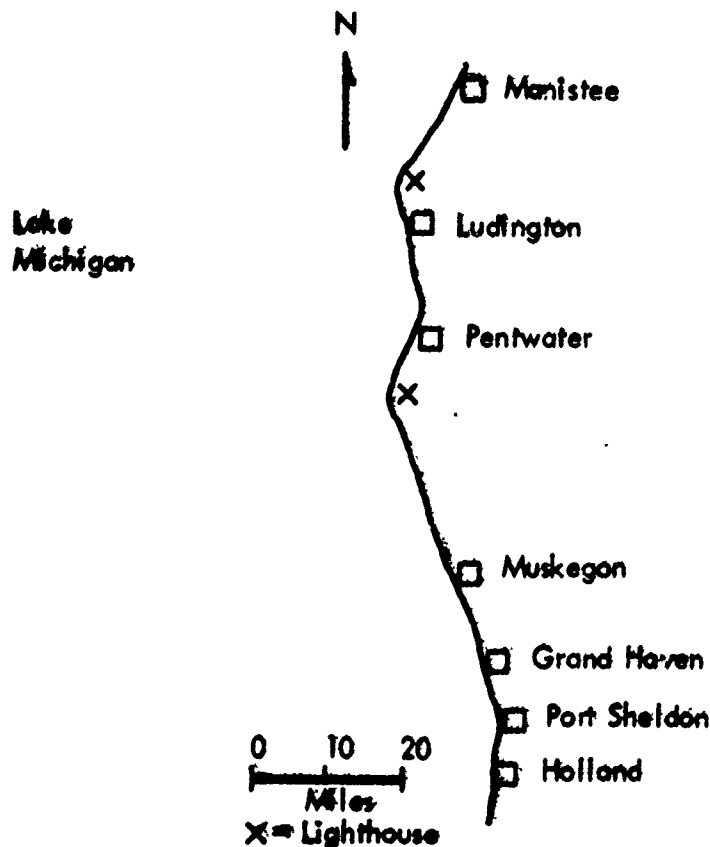 N
Manistee
Lake
Michigan
Ludington
Pentwater
Muskegon
Grand Haven
Port Sheldon
0 10 20
Holland
Miles
X = Lighthouse